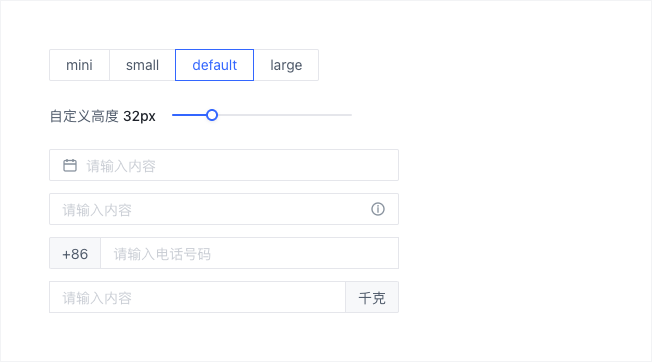 mini small default large
自定义高度 32px
请输入内容
请输入内容
+86 请输入电话号码
请输入内容 千克